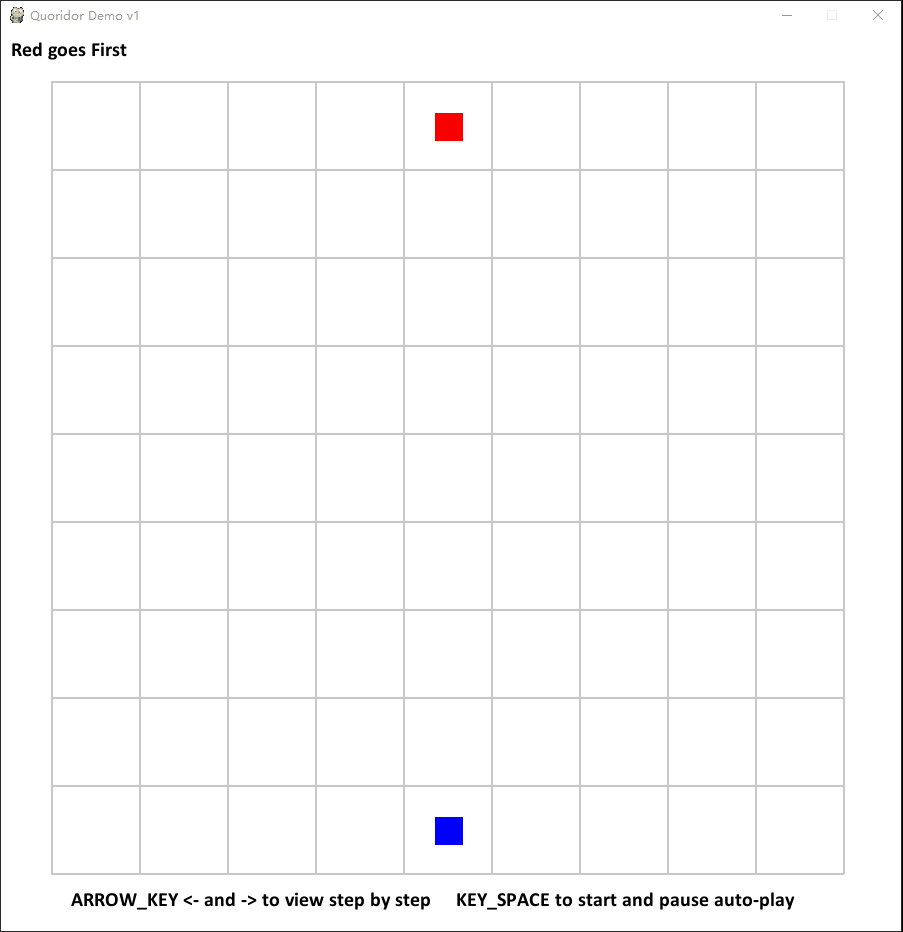 Quoridor Demo v1
Red goes First
ARROW_KEY <- and -> to view step by step KEY_SPACE to start and pause auto-play